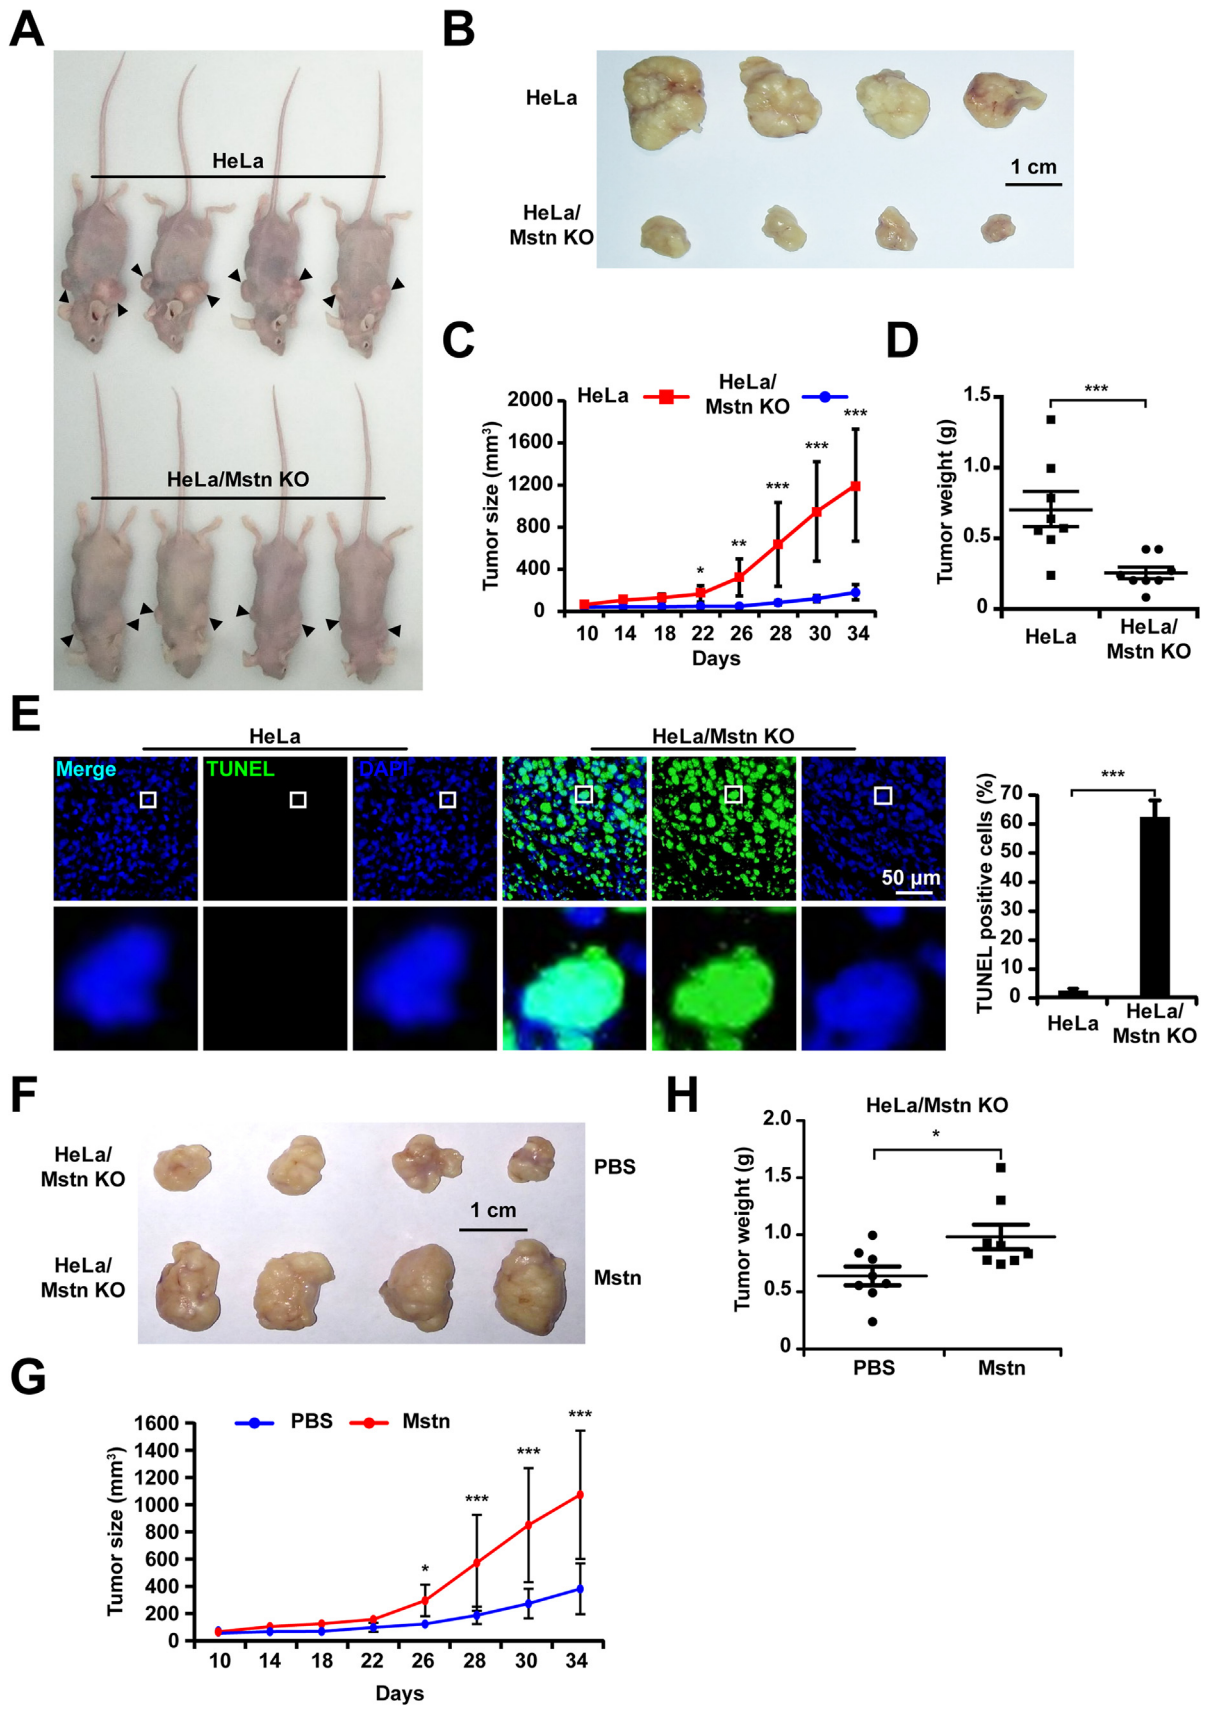 A
HeLa
HeLa/Mstn KO
B
HeLa
1 cm
HeLa/
Mstn KO
C
HeLa
HeLa/
Mstn KO
Tumor size (mm³)
2000
1600
1200
800
400
0
*
**
***
***
***
10 14 18 22 26 28 30 34
Days
D
Tumor weight (g)
1.5
1.0
0.5
0
***
HeLa
HeLa/
Mstn KO
E
HeLa
HeLa/Mstn KO
Merge
TUNEL
DAPI
50 µm
TUNEL positive cells (%)
70
60
50
40
30
20
10
0
***
HeLa
HeLa/
Mstn KO
F
HeLa/
Mstn KO
PBS
1 cm
HeLa/
Mstn KO
Mstn
H
HeLa/Mstn KO
Tumor weight (g)
2.0
1.5
1.0
0.5
0
*
PBS
Mstn
G
PBS
Mstn
Tumor size (mm³)
1600
1400
1200
1000
800
600
400
200
0
*
***
***
***
10 14 18 22 26 28 30 34
Days